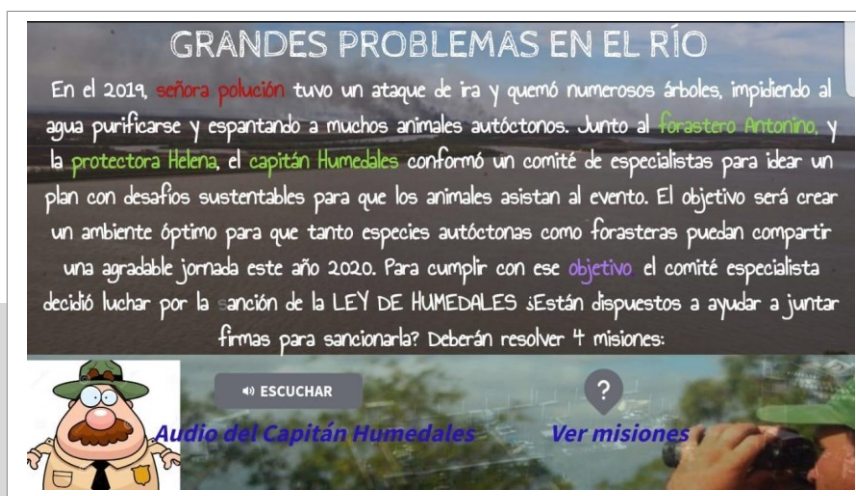 GRANDES PROBLEMAS EN EL RÍO
En el 2019, señora polución tuvo un ataque de ira y quemó numerosos árboles, impidiendo al
agua purificarse y espantando a muchos animales autóctonos. Junto al forastero Antonino, y
la protectora Helena, el capitán Humedales conformó un comité de especialistas para idear un
plan con desafíos sustentables para que los animales asistan al evento. El objetivo será crear
un ambiente óptimo para que tanto especies autóctonas como forasteras puedan compartir
una agradable jornada este año 2020. Para cumplir con ese objetivo, el comité especialista
decidió luchar por la sanción de la LEY DE HUMEDALES ¿Están dispuestos a ayudar a juntar
firmas para sancionarla? Deberán resolver 4 misiones:
ESCUCHAR
?
Audio del Capitán Humedales
Ver misiones